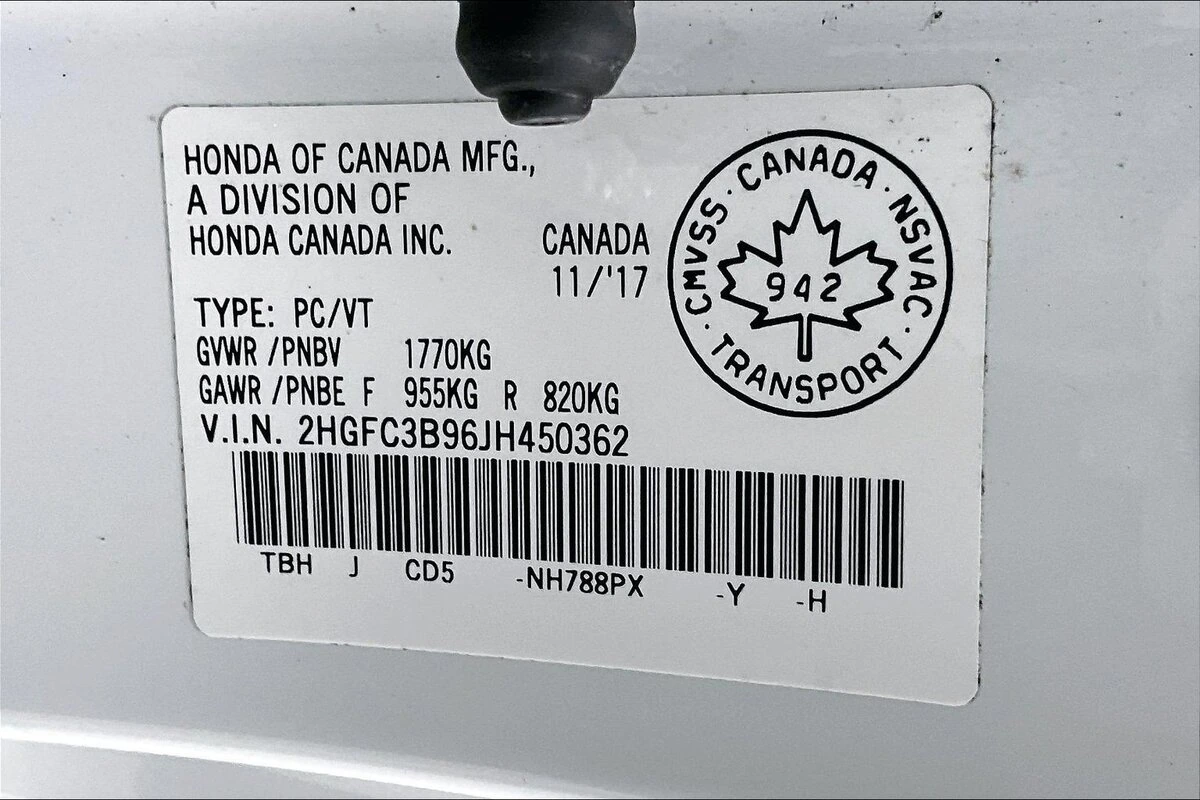 HONDA OF CANADA MFG.,
A DIVISION OF
HONDA CANADA INC. CANADA
11/'17
TYPE: PC/VT
GVWR /PNBV 1770KG
GAWR /PNBE F 955KG R 820KG
V.I.N. 2HGFC3B96JH450362
TBH J CD5 -NH788PX -Y -H
CANADA · NSVAC · TRANSPORT · CMVSS ·
942